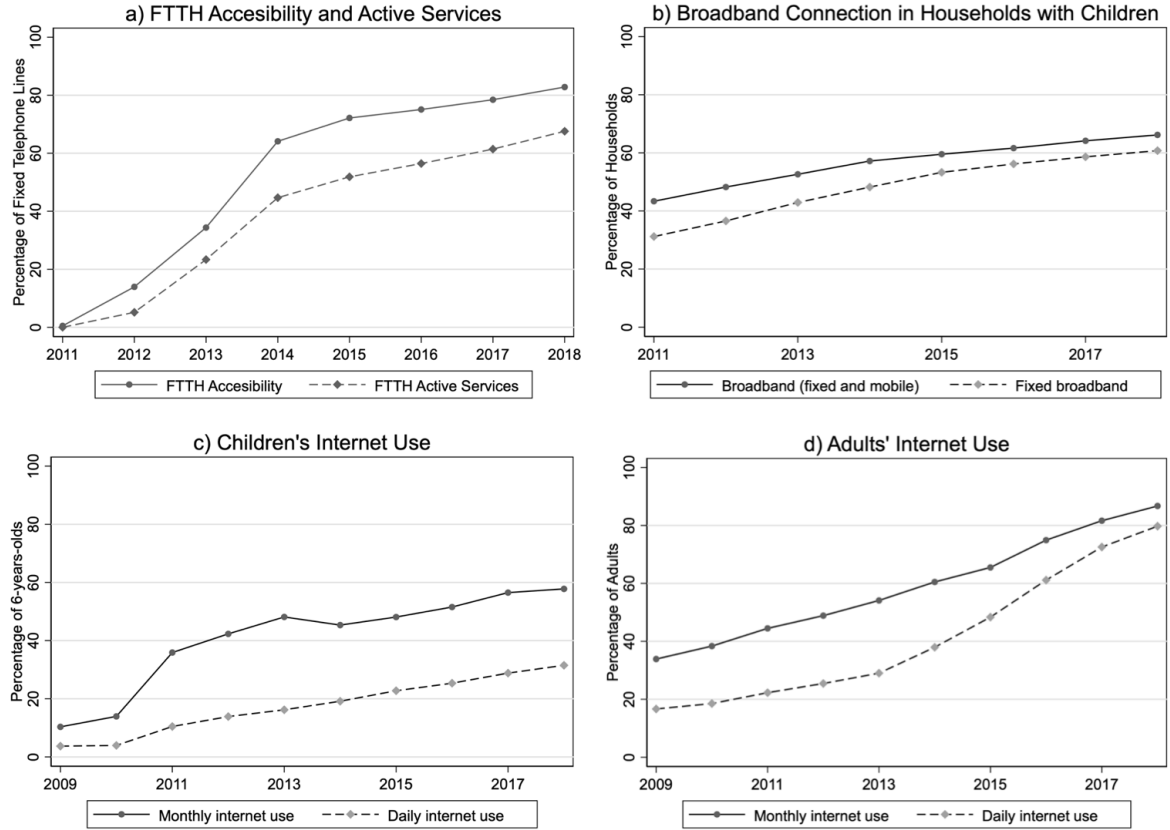 a) FTTH Accesibility and Active Services
Percentage of Fixed Telephone Lines
100
80
60
40
20
0
2011 2012 2013 2014 2015 2016 2017 2018
FTTH Accesibility FTTH Active Services
b) Broadband Connection in Households with Children
Percentage of Households
100
80
60
40
20
0
2011 2013 2015 2017
Broadband (fixed and mobile) Fixed broadband
c) Children's Internet Use
Percentage of 6-years-olds
100
80
60
40
20
0
2009 2011 2013 2015 2017
Monthly internet use Daily internet use
d) Adults' Internet Use
Percentage of Adults
100
80
60
40
20
0
2009 2011 2013 2015 2017
Monthly internet use Daily internet use